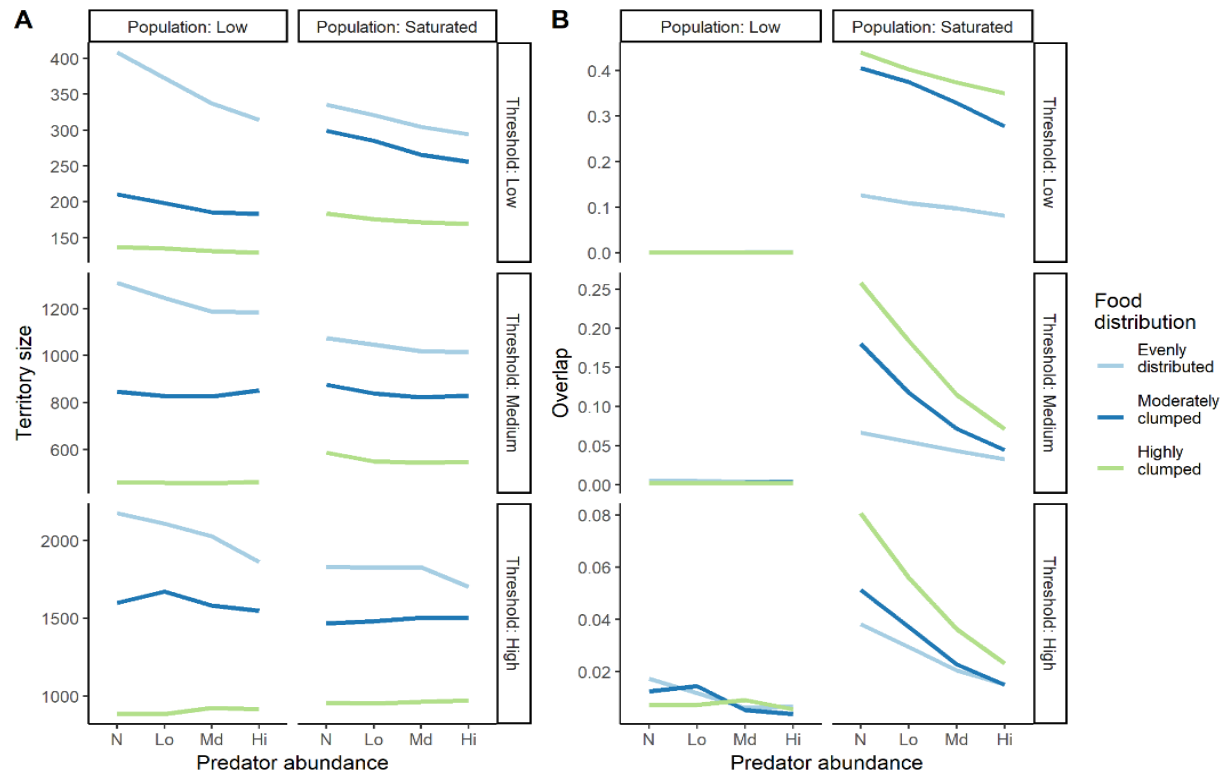 A
Population: Low
Population: Saturated
Territory size
400
350
300
250
200
150
Threshold: Low
1200
1000
800
600
Threshold: Medium
2000
1500
1000
Threshold: High
N
Lo
Md
Hi
N
Lo
Md
Hi
Predator abundance
B
Population: Low
Population: Saturated
Overlap
0.4
0.3
0.2
0.1
0.0
Threshold: Low
0.25
0.20
0.15
0.10
0.05
0.00
Threshold: Medium
0.08
0.06
0.04
0.02
Threshold: High
N
Lo
Md
Hi
N
Lo
Md
Hi
Predator abundance
Food
distribution
Evenly
distributed
Moderately
clumped
Highly
clumped